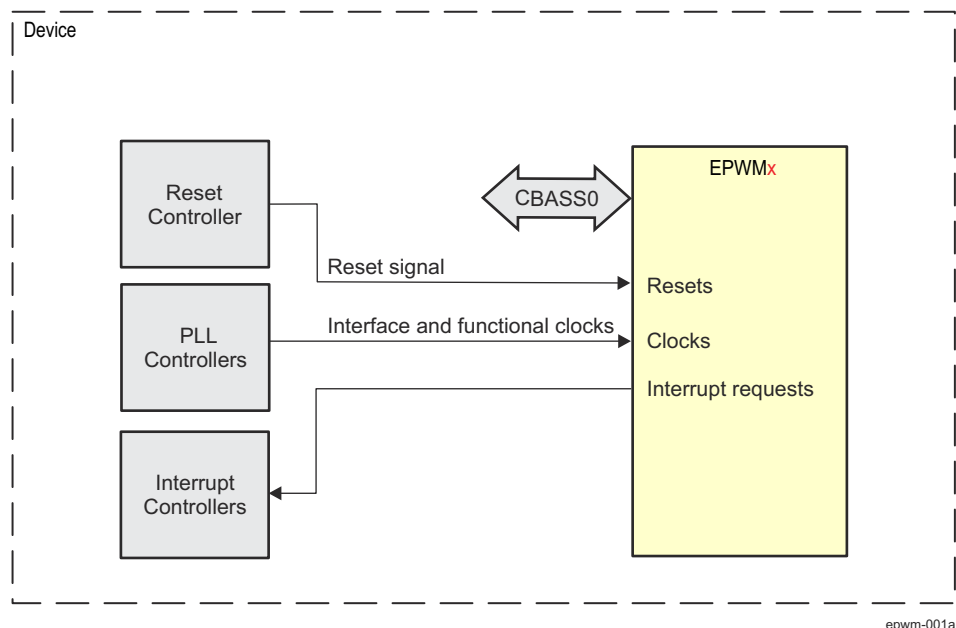 Device
EPWMx
Reset
Controller
CBASS0
Reset signal
Resets
PLL
Controllers
Interface and functional clocks
Clocks
Interrupt requests
Interrupt
Controllers
epwm-001a